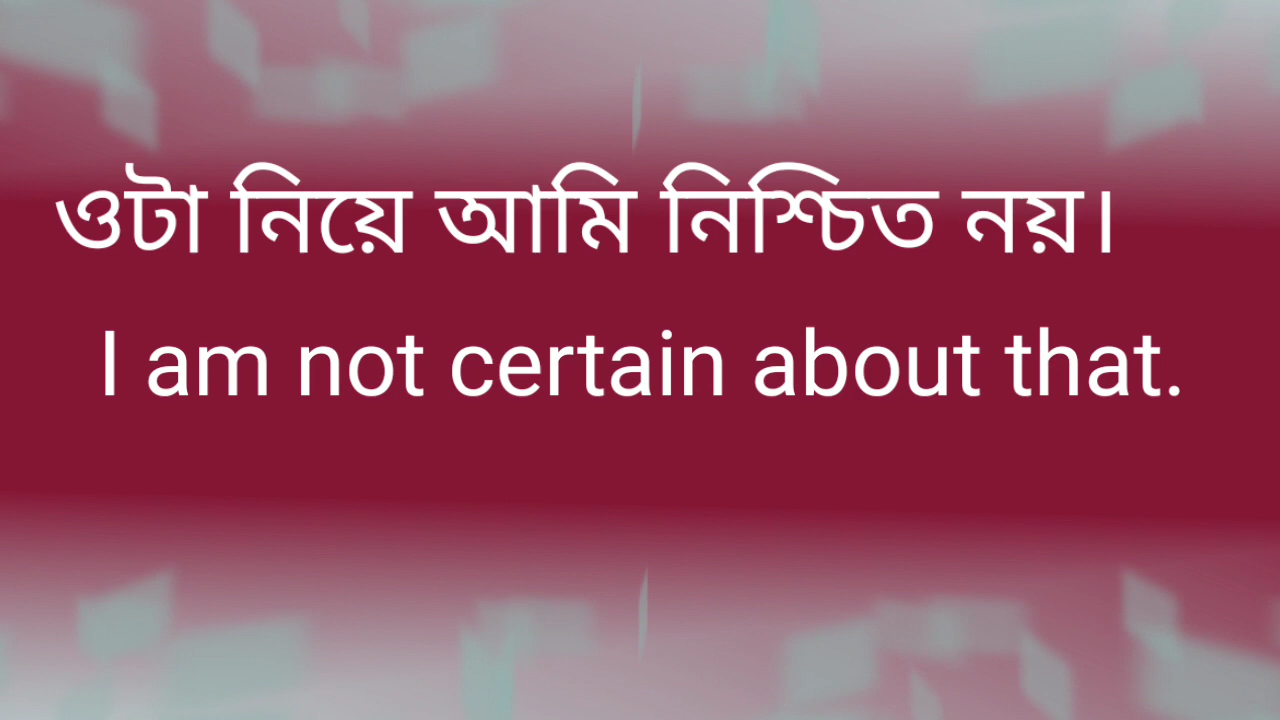 ওটা নিয়ে আমি নিশ্চিত নয়।
I am not certain about that.